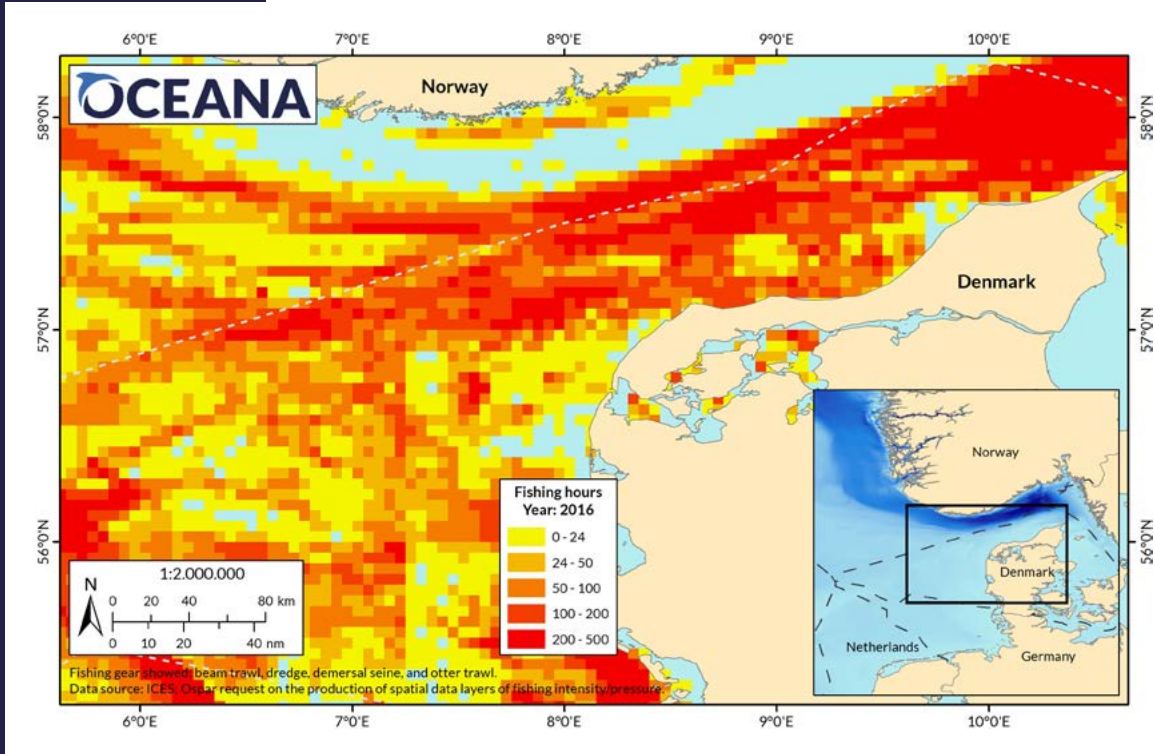 6°0'E 7°0'E 8°0'E 9°0'E 10°0'E
OCEANA
Norway
58°0'N 58°0'N
Denmark
57°0'N 57°0'N
56°0'N 56°0'N
Fishing hours
Year: 2016
0 - 24
24 - 50
50 - 100
100 - 200
200 - 500
N
1:2.000.000
0 20 40 80 km
0 10 20 40 nm
Norway
Denmark
Netherlands
Germany
Fishing gear showed: beam trawl, dredge, demersal seine, and otter trawl.
Data source: ICES; Ospar request on the production of spatial data layers of fishing intensity/pressure.
6°0'E 7°0'E 8°0'E 9°0'E 10°0'E